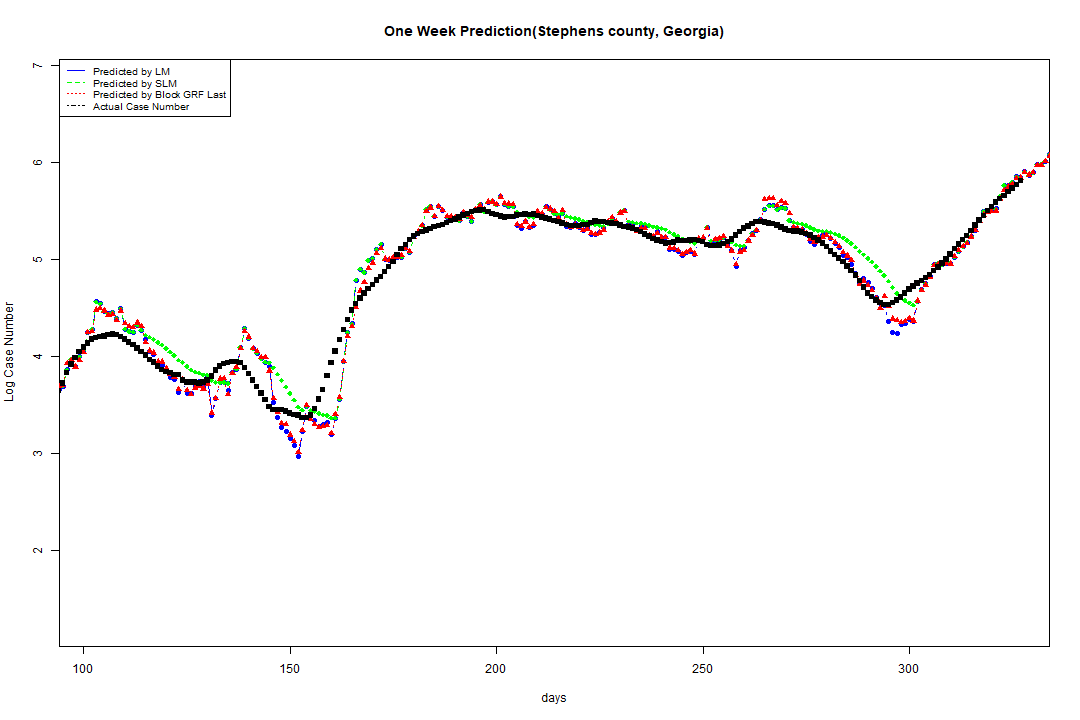 One Week Prediction(Stephens county, Georgia)
Predicted by LM
Predicted by SLM
Predicted by Block GRF Last
Actual Case Number
7
6
5
4
3
2
Log Case Number
100
150
200
250
300
days